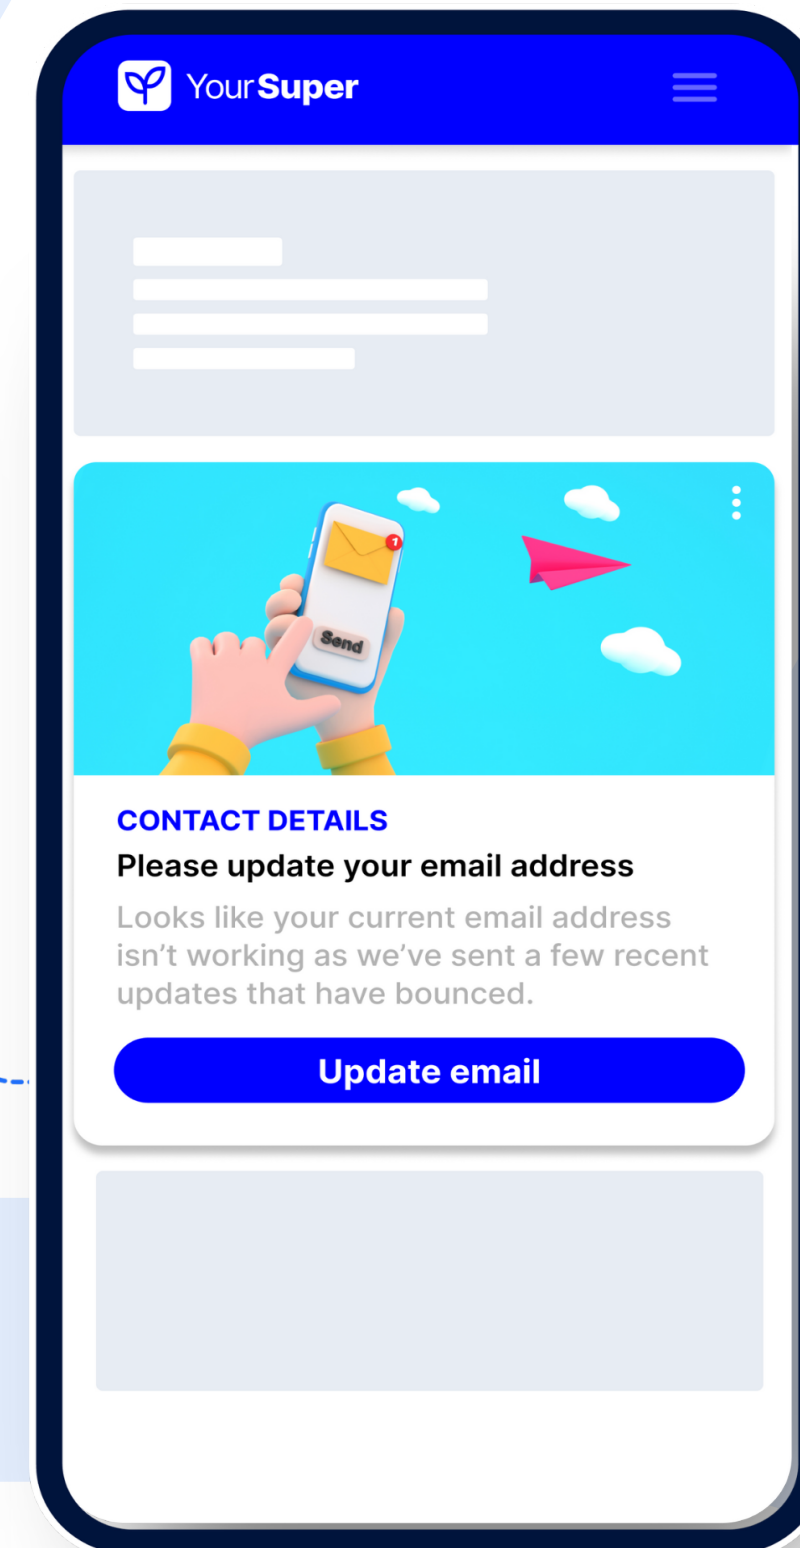 YourSuper
1
Send
CONTACT DETAILS
Please update your email address
Looks like your current email address
isn’t working as we’ve sent a few recent
updates that have bounced.
Update email